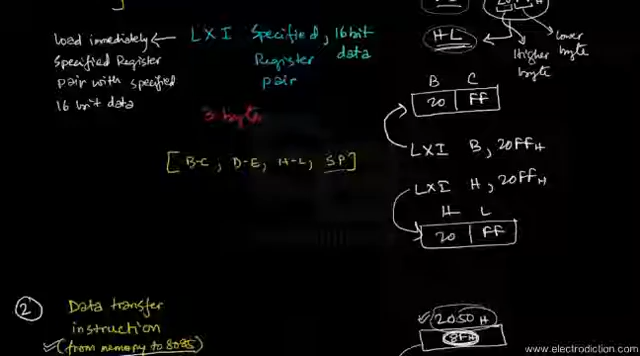 Load immediately ← LXI Specified, 16 bit data
Specified Register Register
pair with specified pair
16 bit data
3 byte
[B-C, D-E, H-L, SP]
HL
Higher byte
Lower byte
B C
20 FF
LXI B, 20FFH
LXI H, 20FFH
H L
20 FF
2 Data transfer
instruction
from memory to 8085
2050 H
www.electrodiction.com